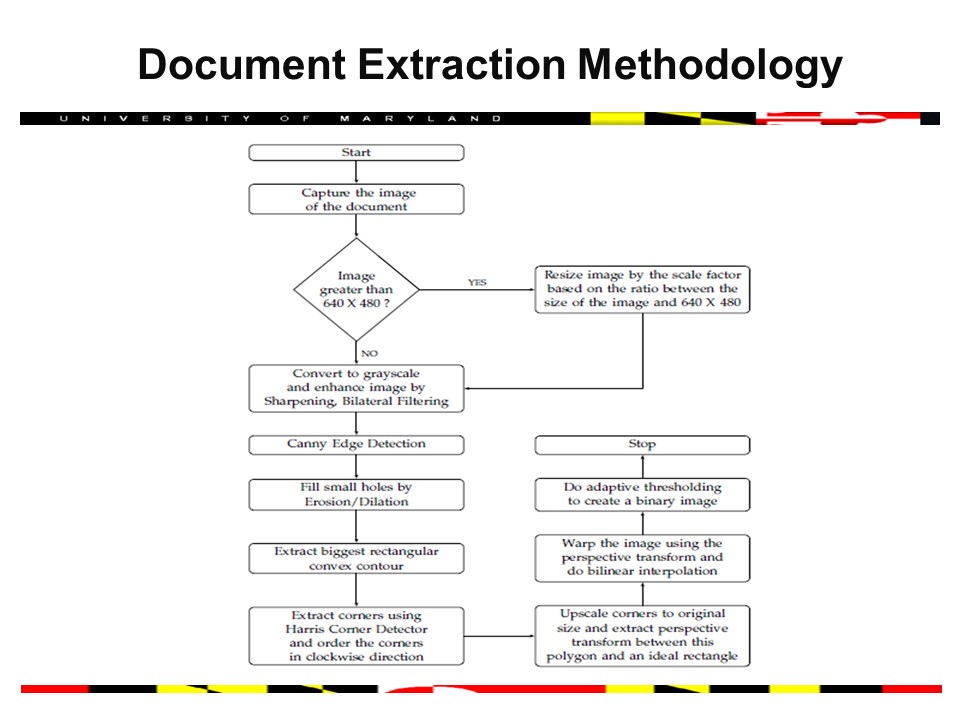 Document Extraction Methodology
UNIVERSITY OF MARYLAND
Start
Capture the image
of the document
Image
greater than
640 X 480 ?
YES
Resize image by the scale factor
based on the ratio between the
size of the image and 640 X 480
NO
Convert to grayscale
and enhance image by
Sharpening, Bilateral Filtering
Canny Edge Detection
Fill small holes by
Erosion/Dilation
Extract biggest rectangular
convex contour
Extract corners using
Harris Corner Detector
and order the corners
in clockwise direction
Upscale corners to original
size and extract perspective
transform between this
polygon and an ideal rectangle
Warp the image using the
perspective transform and
do bilinear interpolation
Do adaptive thresholding
to create a binary image
Stop